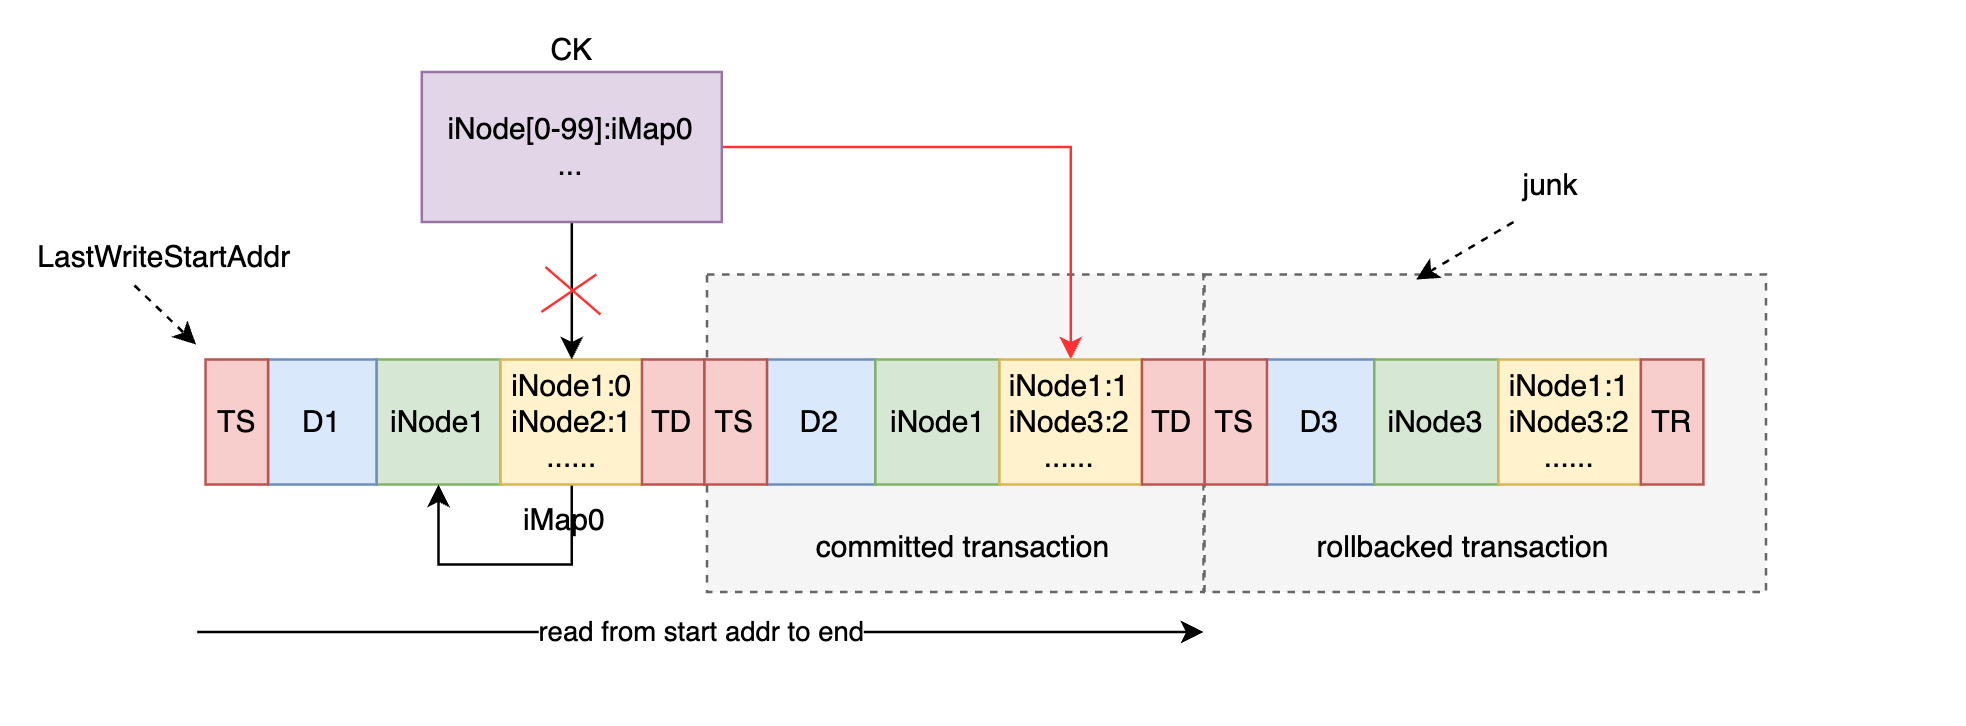 CK
iNode[0-99]:iMap0
...
junk
LastWriteStartAddr
TS
D1
iNode1
iNode1:0
iNode2:1
......
TD
TS
D2
iNode1
iNode1:1
iNode3:2
......
TD
TS
D3
iNode3
iNode1:1
iNode3:2
......
TR
iMap0
committed transaction
rollbacked transaction
read from start addr to end